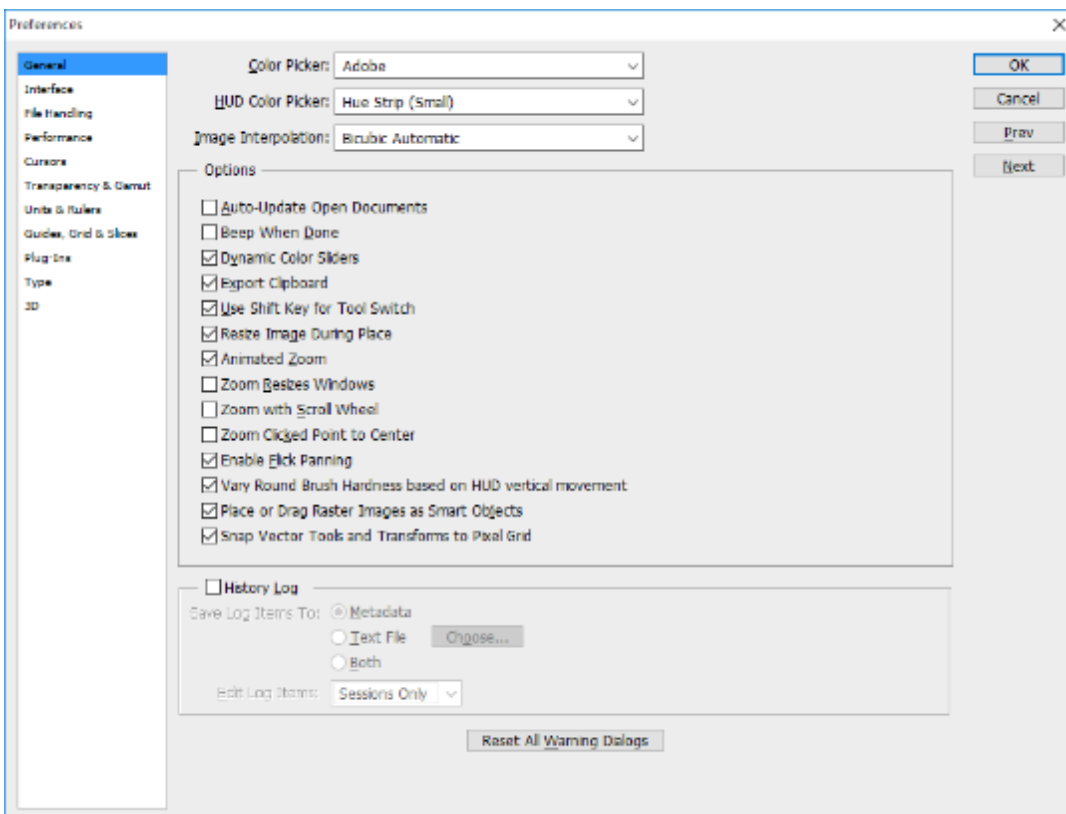 Preferences
General
Interface
File Handling
Performance
Cursors
Transparency & Gamut
Units & Rulers
Guides, Grid & Slices
Plug-Ins
Type
3D
Color Picker: Adobe
HUD Color Picker: Hue Strip (Small)
Image Interpolation: Bicubic Automatic
Options
Auto-Update Open Documents
Beep When Done
Dynamic Color Sliders
Export Clipboard
Use Shift Key for Tool Switch
Resize Image During Place
Animated Zoom
Zoom Resizes Windows
Zoom with Scroll Wheel
Zoom Clicked Point to Center
Enable Flick Panning
Vary Round Brush Hardness based on HUD vertical movement
Place or Drag Raster Images as Smart Objects
Snap Vector Tools and Transforms to Pixel Grid
History Log
Save Log Items To: Metadata
Text File Choose...
Both
Edit Log Items: Sessions Only
Reset All Warning Dialogs
OK
Cancel
Prev
Next